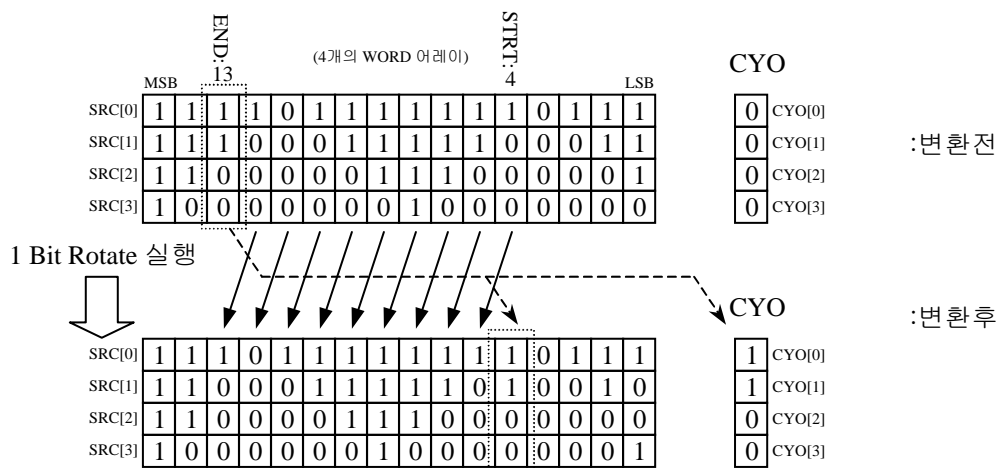 END: 13
(4개의 WORD 어레이)
STRT: 4
CYO
MSB
LSB
SRC[0] 1 1 1 1 0 1 1 1 1 1 1 1 0 1 1 1 0 CYO[0]
SRC[1] 1 1 1 0 0 0 1 1 1 1 1 0 0 0 1 1 0 CYO[1]
:변환전
SRC[2] 1 1 0 0 0 0 0 1 1 1 0 0 0 0 0 1 0 CYO[2]
SRC[3] 1 0 0 0 0 0 0 0 1 0 0 0 0 0 0 0 0 CYO[3]
1 Bit Rotate 실행
CYO
:변환후
SRC[0] 1 1 1 0 1 1 1 1 1 1 1 1 0 1 1 1 1 CYO[0]
SRC[1] 1 1 0 0 0 1 1 1 1 1 0 1 0 0 1 0 1 CYO[1]
SRC[2] 1 1 0 0 0 0 1 1 1 0 0 0 0 0 0 0 0 CYO[2]
SRC[3] 1 0 0 0 0 0 0 1 0 0 0 0 0 0 0 1 0 CYO[3]